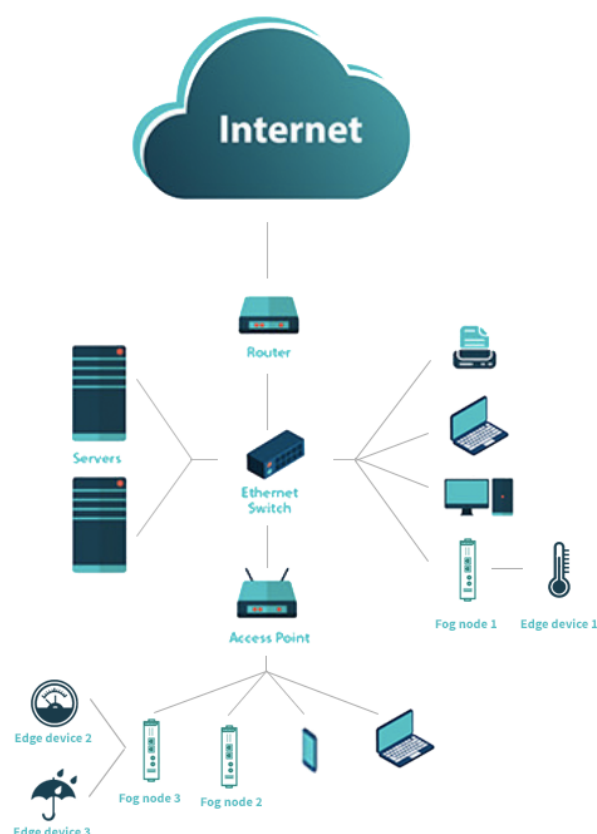 Internet
Router
Servers
Ethernet
Switch
Fog node 1
Edge device 1
Access Point
Edge device 2
Fog node 3
Fog node 2
Edge device 3